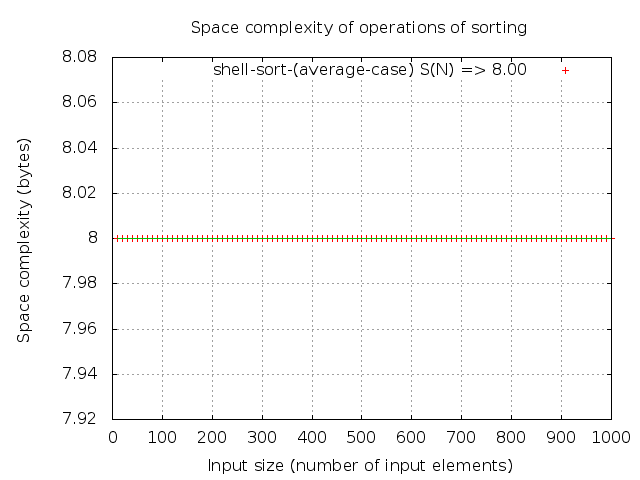 Space complexity of operations of sorting
shell-sort-(average-case) S(N) => 8.00
8.08
8.06
8.04
8.02
8
7.98
7.96
7.94
7.92
Space complexity (bytes)
0 100 200 300 400 500 600 700 800 900 1000
Input size (number of input elements)